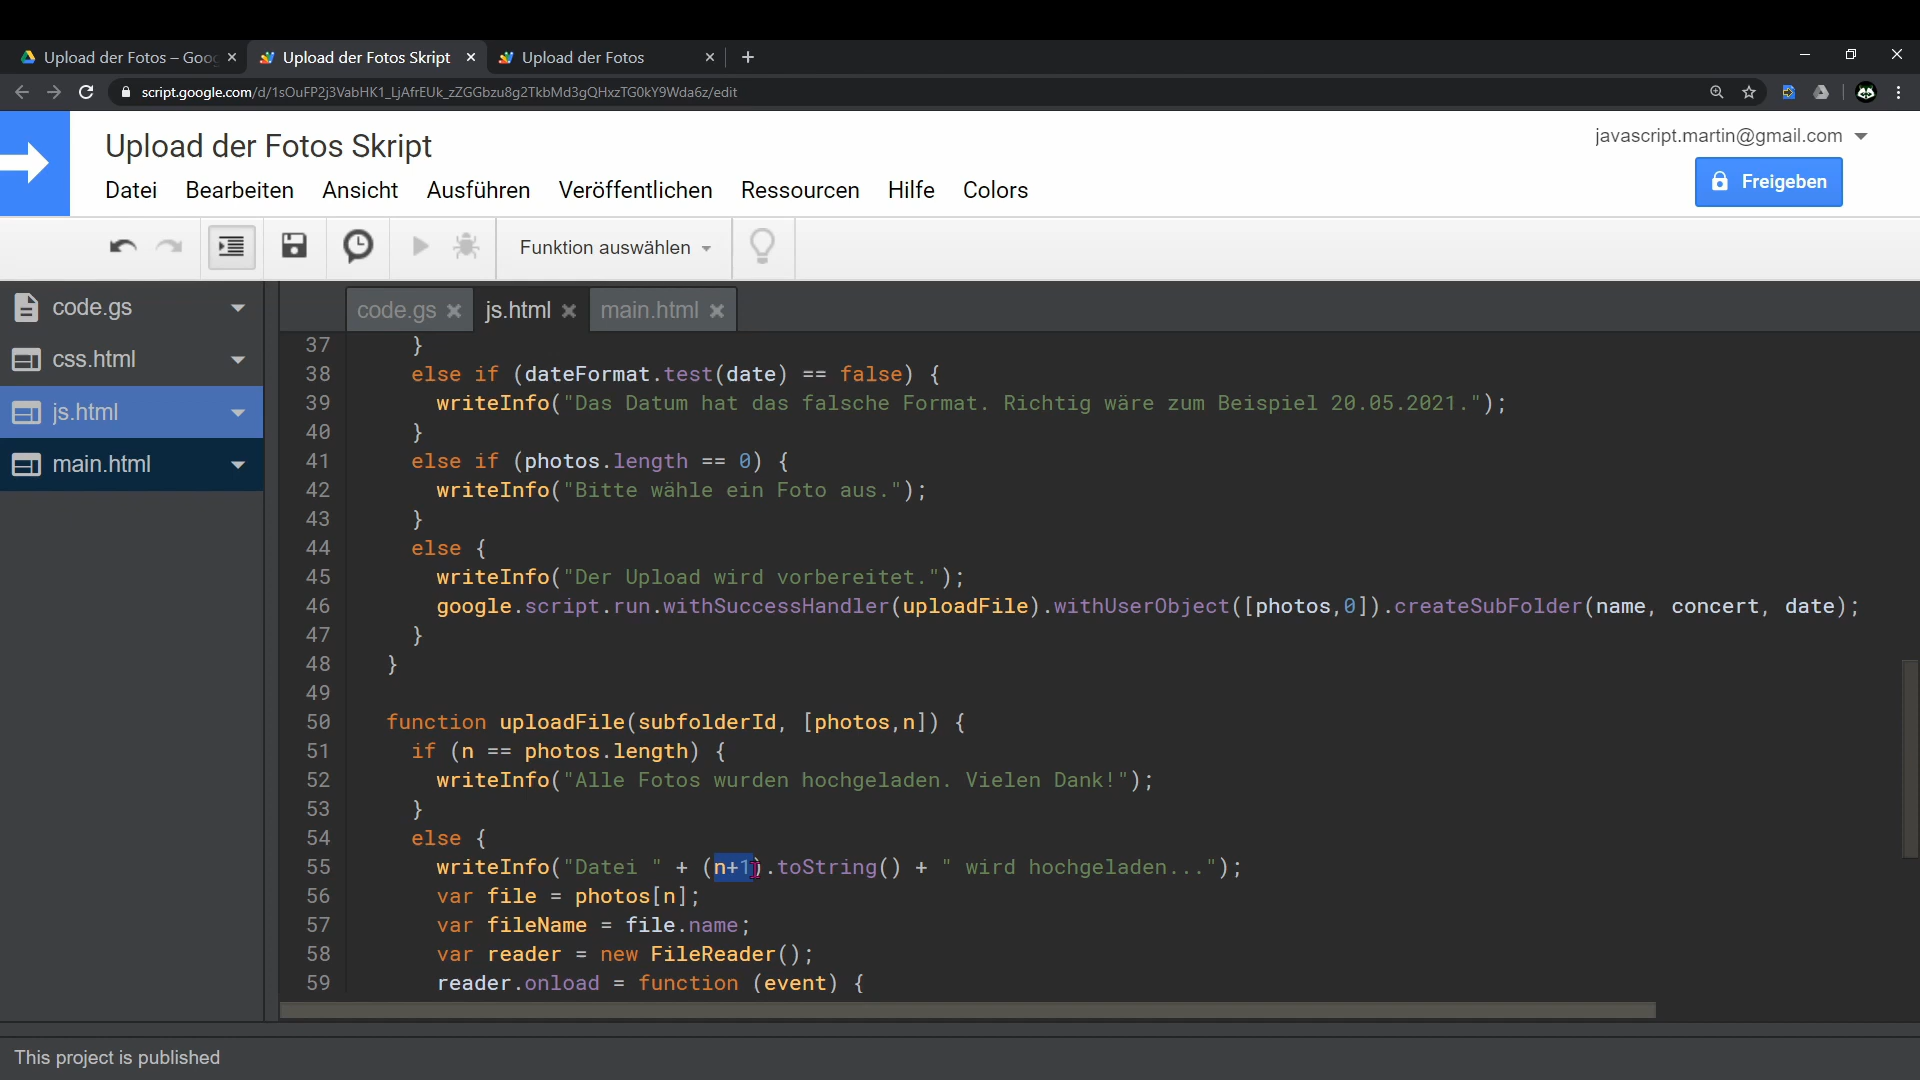 Upload der Fotos – Goog
Upload der Fotos Skript
Upload der Fotos
script.google.com/d/1sOuFP2j3VabHK1_LjAfrEUk_zZGGbzu8g2TkbMd3gQHxzTG0kY9Wda6z/edit
Upload der Fotos Skript
javascript.martin@gmail.com
Datei Bearbeiten Ansicht Ausführen Veröffentlichen Ressourcen Hilfe Colors
Freigeben
Funktion auswählen
code.gs
css.html
js.html
main.html
code.gs js.html main.html
37 }
38 else if (dateFormat.test(date) == false) {
39 writeInfo("Das Datum hat das falsche Format. Richtig wäre zum Beispiel 20.05.2021.");
40 }
41 else if (photos.length == 0) {
42 writeInfo("Bitte wähle ein Foto aus.");
43 }
44 else {
45 writeInfo("Der Upload wird vorbereitet.");
46 google.script.run.withSuccessHandler(uploadFile).withUserObject([photos,0]).createSubFolder(name, concert, date);
47 }
48 }
49
50 function uploadFile(subfolderId, [photos,n]) {
51 if (n == photos.length) {
52 writeInfo("Alle Fotos wurden hochgeladen. Vielen Dank!");
53 }
54 else {
55 writeInfo("Datei " + (n+1).toString() + " wird hochgeladen...");
56 var file = photos[n];
57 var fileName = file.name;
58 var reader = new FileReader();
59 reader.onload = function (event) {
This project is published